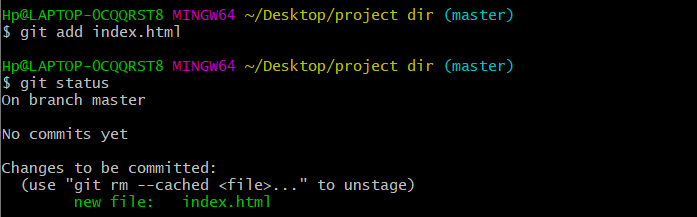 Hp@LAPTOP-OCQQRST8 MINGW64 ~/Desktop/project dir (master)
$ git add index.html
Hp@LAPTOP-OCQQRST8 MINGW64 ~/Desktop/project dir (master)
$ git status
On branch master
No commits yet
Changes to be committed:
  (use "git rm --cached <file>..." to unstage)
        new file:   index.html